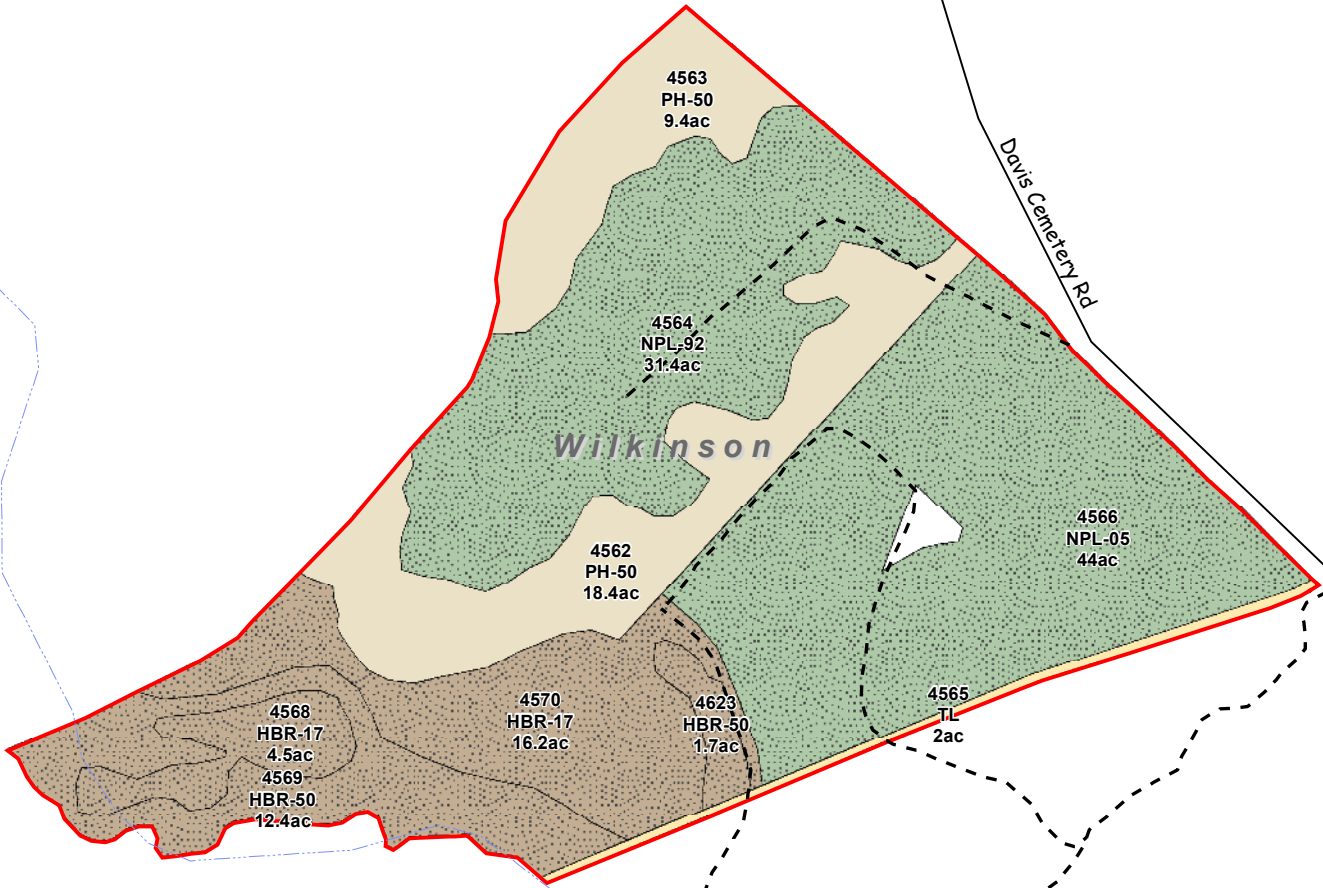 4563
PH-50
9.4ac
Davis Cemetery Rd
4564
NPL-92
31.4ac
Wilkinson
4566
NPL-05
44ac
4562
PH-50
18.4ac
4570
HBR-17
16.2ac
4623
HBR-50
1.7ac
4565
TL
2ac
4568
HBR-17
4.5ac
4569
HBR-50
12.4ac